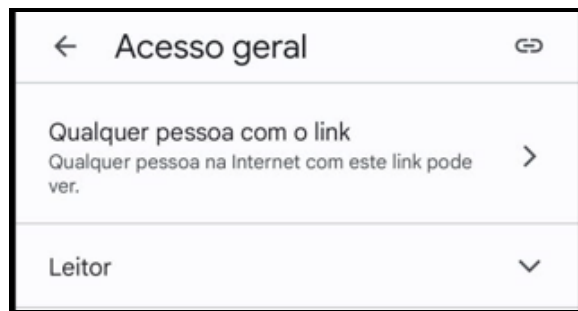 Acesso geral
Qualquer pessoa com o link
Qualquer pessoa na Internet com este link pode
ver.
Leitor